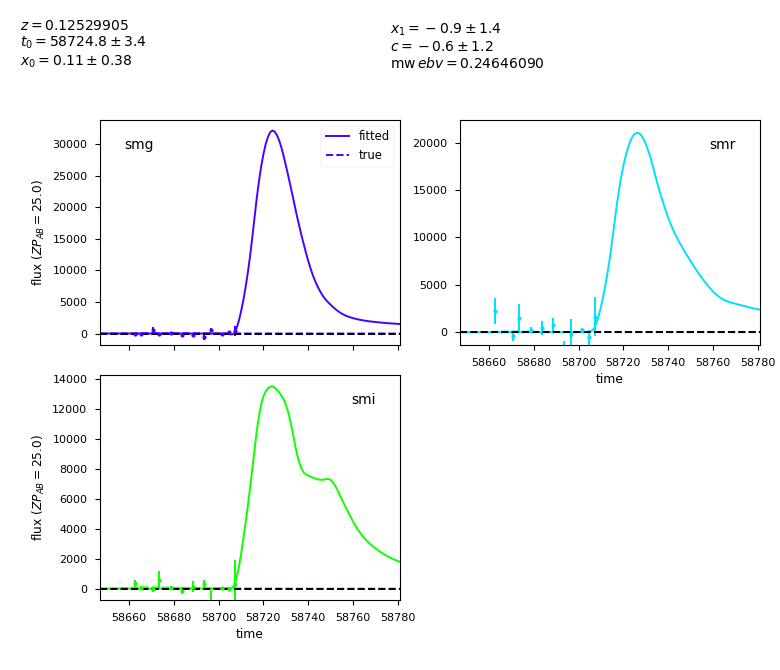 z = 0.12529905
t0 = 58724.8 ± 3.4
x0 = 0.11 ± 0.38
x1 = −0.9 ± 1.4
c = −0.6 ± 1.2
mw ebv = 0.24646090
smg
fitted
true
30000
25000
20000
15000
10000
5000
0
flux (ZP_AB = 25.0)
smr
20000
15000
10000
5000
0
58660 58680 58700 58720 58740 58760 58780
time
smi
14000
12000
10000
8000
6000
4000
2000
0
flux (ZP_AB = 25.0)
58660 58680 58700 58720 58740 58760 58780
time